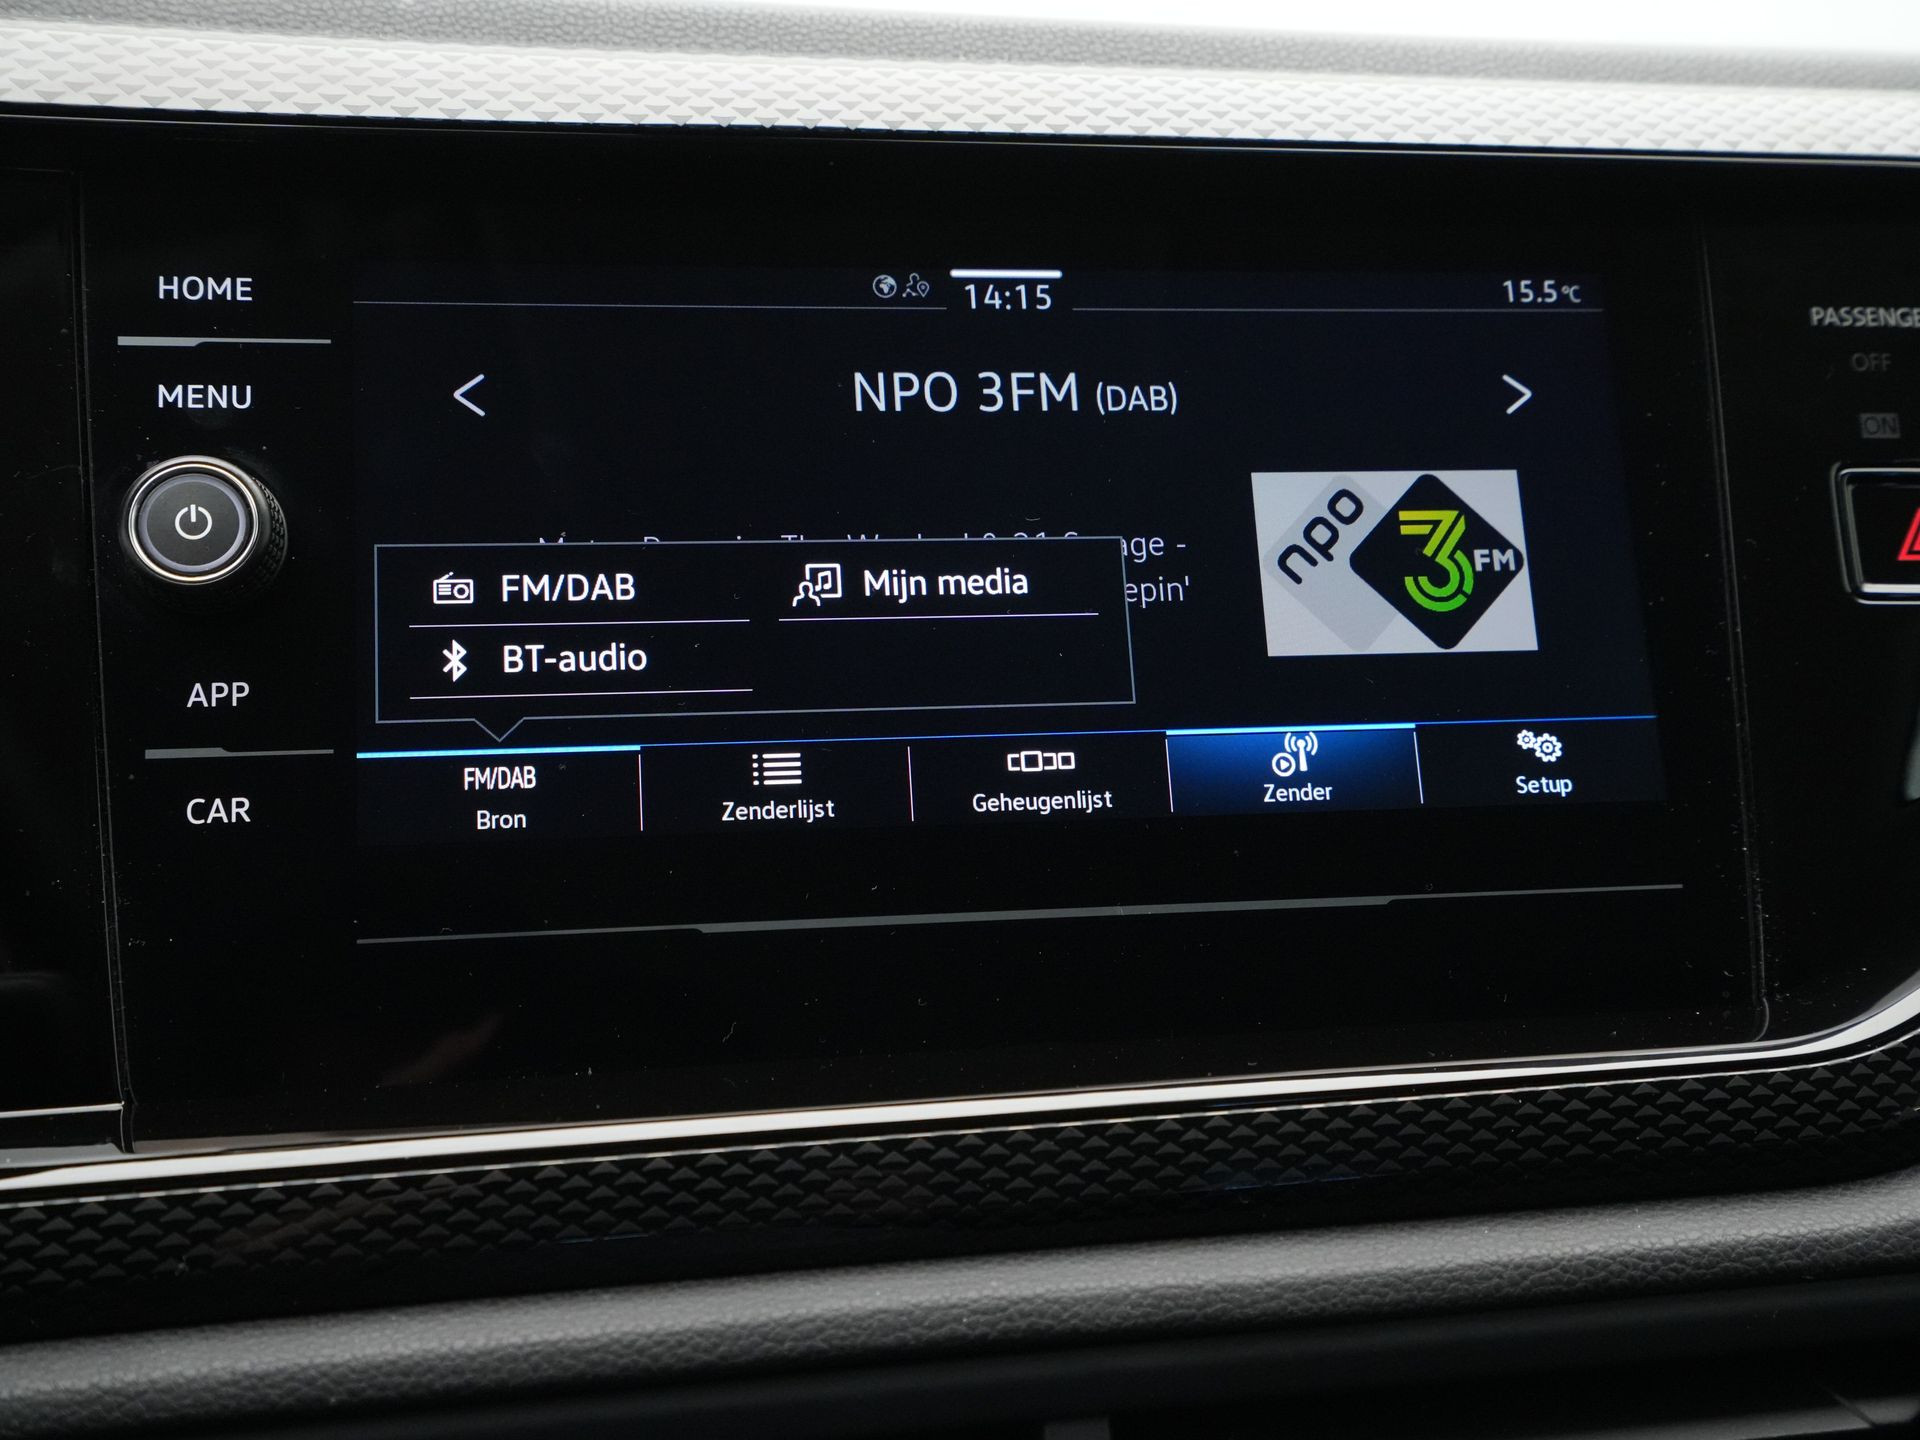 HOME
MENU
APP
CAR
14:15
15.5°C
NPO 3FM (DAB)
age -
epin'
npo
3FM
FM/DAB
Mijn media
BT-audio
FM/DAB
Bron
Zenderlijst
Geheugenlijst
Zender
Setup
PASSENGE
OFF
ON